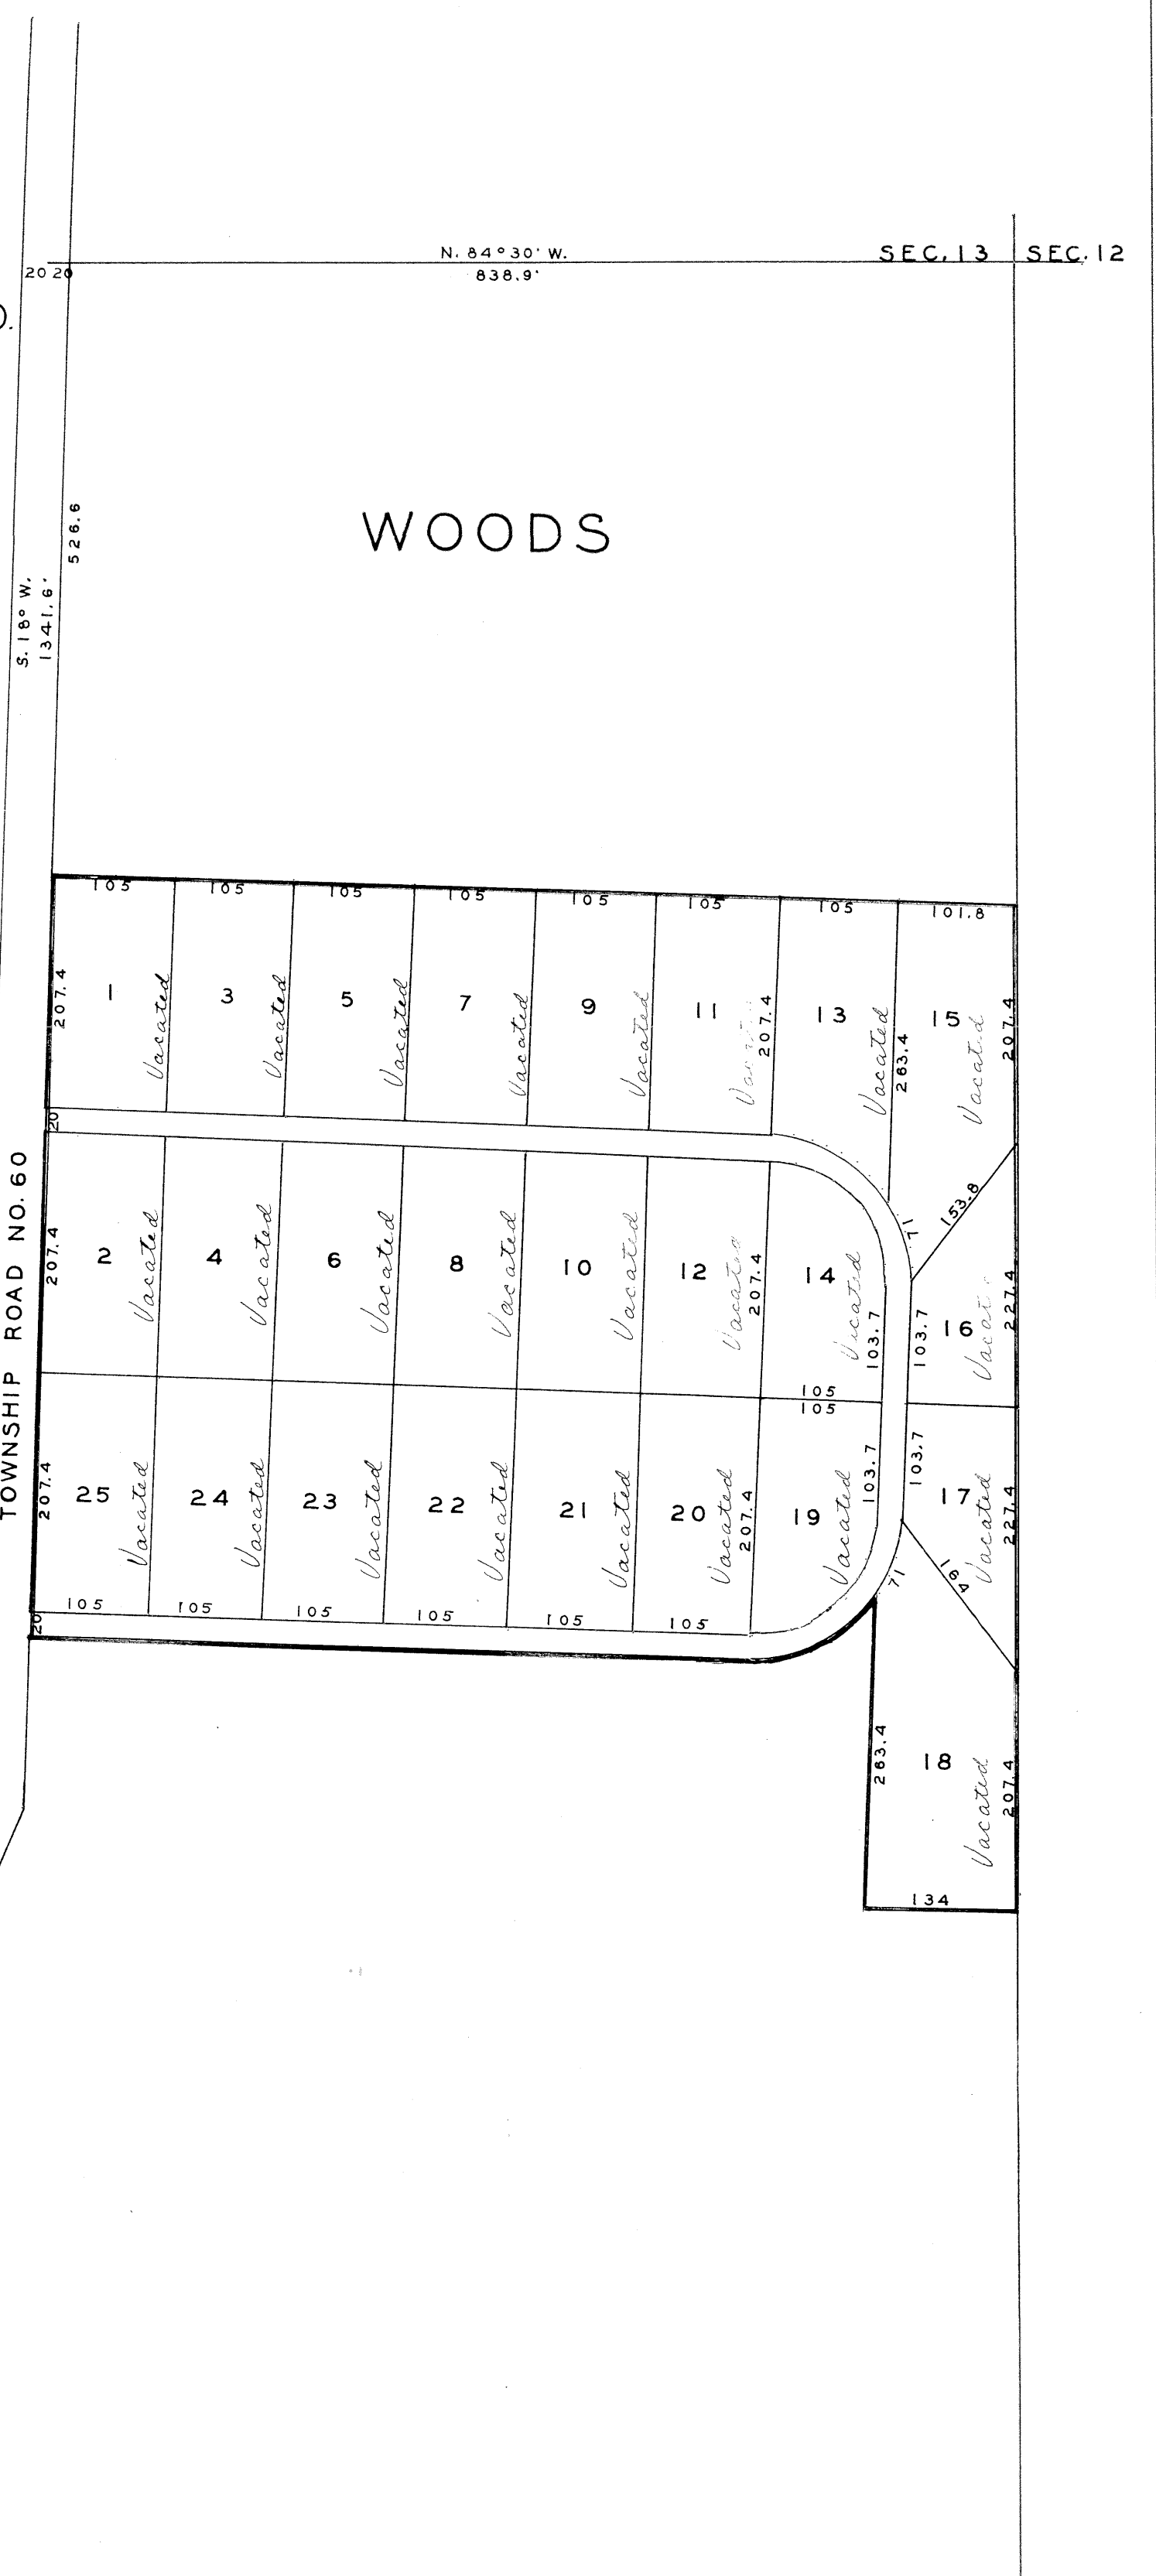 N. 84°30' W.
838.9'
SEC. 13
SEC. 12
20 20
WOODS
526.6
S. 18° W.
1341.6'
105 105 105 105 105 105 105 101.8
207.4
1 Vacated
3 Vacated
5 Vacated
7 Vacated
9 Vacated
11 Vacated
207.4
13 Vacated
263.4
15 Vacated
207.4
20
153.8
71
TOWNSHIP ROAD NO. 60
207.4
2 Vacated
4 Vacated
6 Vacated
8 Vacated
10 Vacated
12 Vacated
207.4
14 Vacated
103.7
103.7
16
227.4
105
105
207.4
25 Vacated
24 Vacated
23 Vacated
22 Vacated
21 Vacated
20 Vacated
207.4
19 Vacated
103.7
103.7
17 Vacated
227.4
164
71
105 105 105 105 105 105
20
263.4
18 Vacated
207.4
134